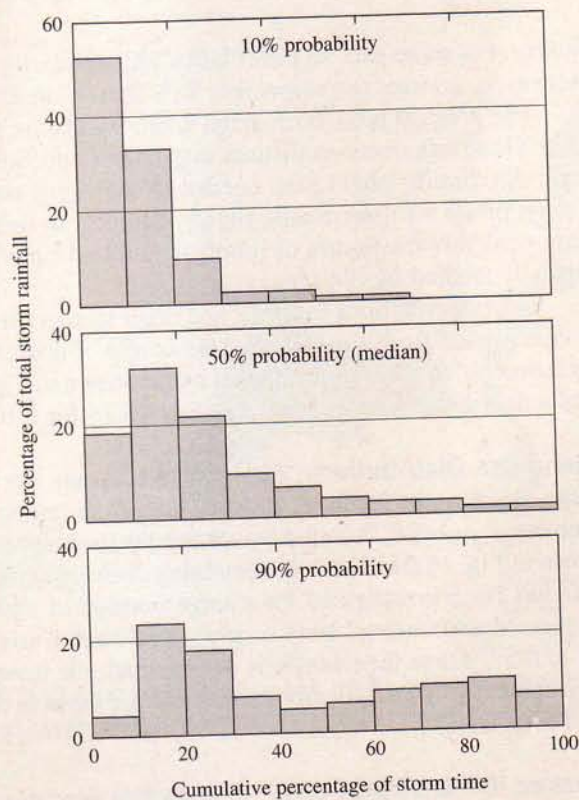 60
10% probability
40
20
0
40
50% probability (median)
20
0
40
90% probability
20
0
0 20 40 60 80 100
Cumulative percentage of storm time
Percentage of total storm rainfall